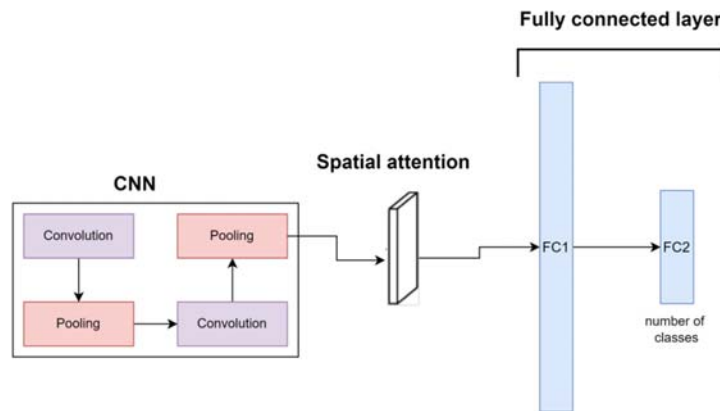 Fully connected layer
Spatial attention
CNN
Convolution
Pooling
Pooling
Convolution
FC1
FC2
number of
classes